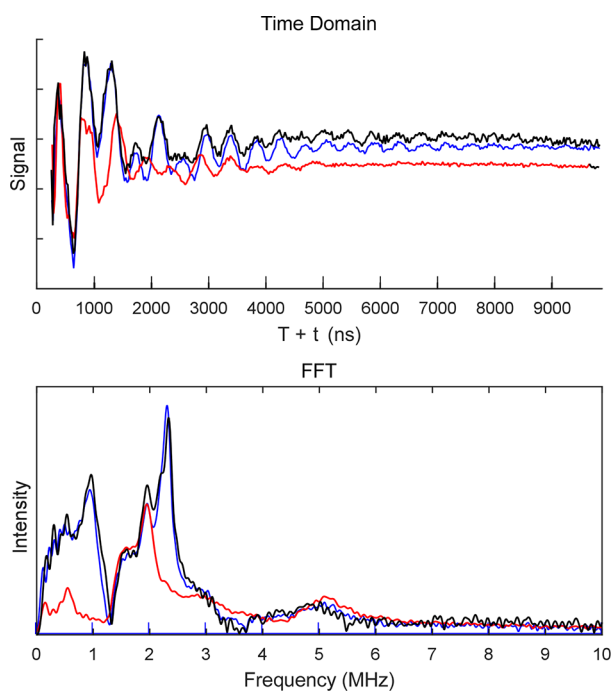 Time Domain
Signal
0 1000 2000 3000 4000 5000 6000 7000 8000 9000
T + t (ns)
FFT
Intensity
0 1 2 3 4 5 6 7 8 9 10
Frequency (MHz)